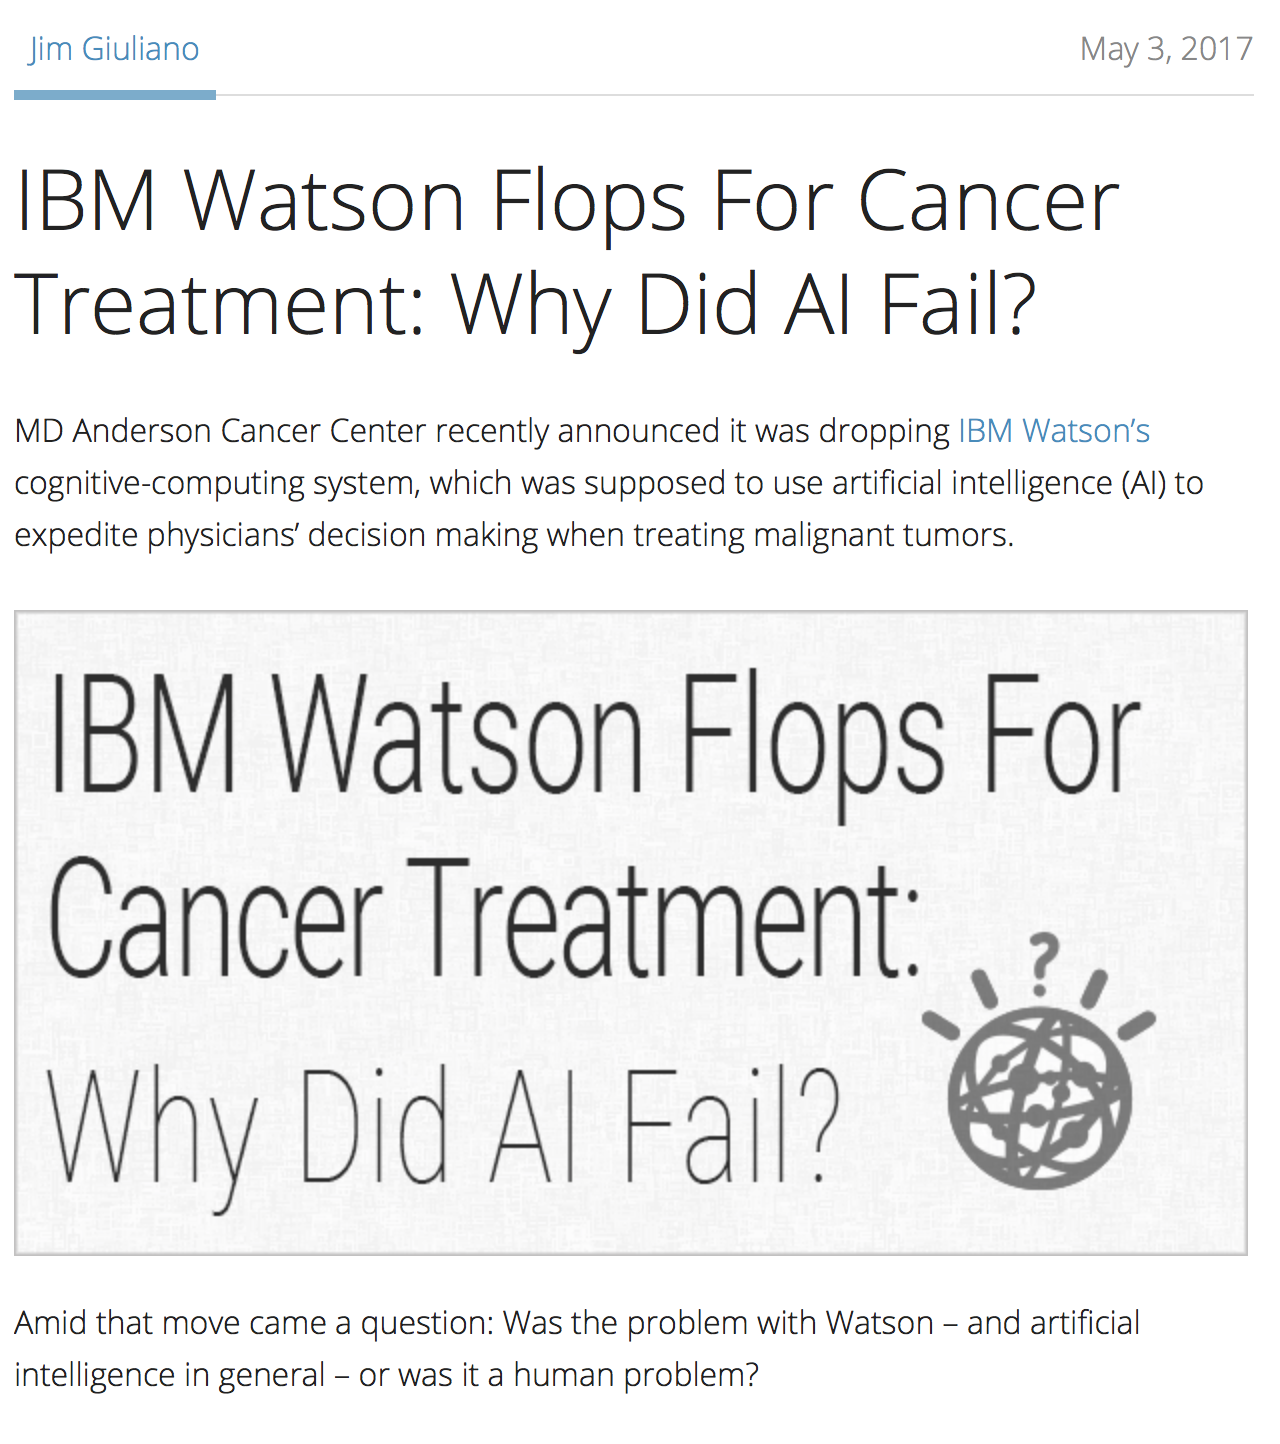 Jim Giuliano
May 3, 2017
IBM Watson Flops For Cancer
Treatment: Why Did AI Fail?
MD Anderson Cancer Center recently announced it was dropping IBM Watson’s
cognitive-computing system, which was supposed to use artificial intelligence (AI) to
expedite physicians’ decision making when treating malignant tumors.
IBM Watson Flops For
Cancer Treatment:
?
Why Did AI Fail?
Amid that move came a question: Was the problem with Watson – and artificial
intelligence in general – or was it a human problem?